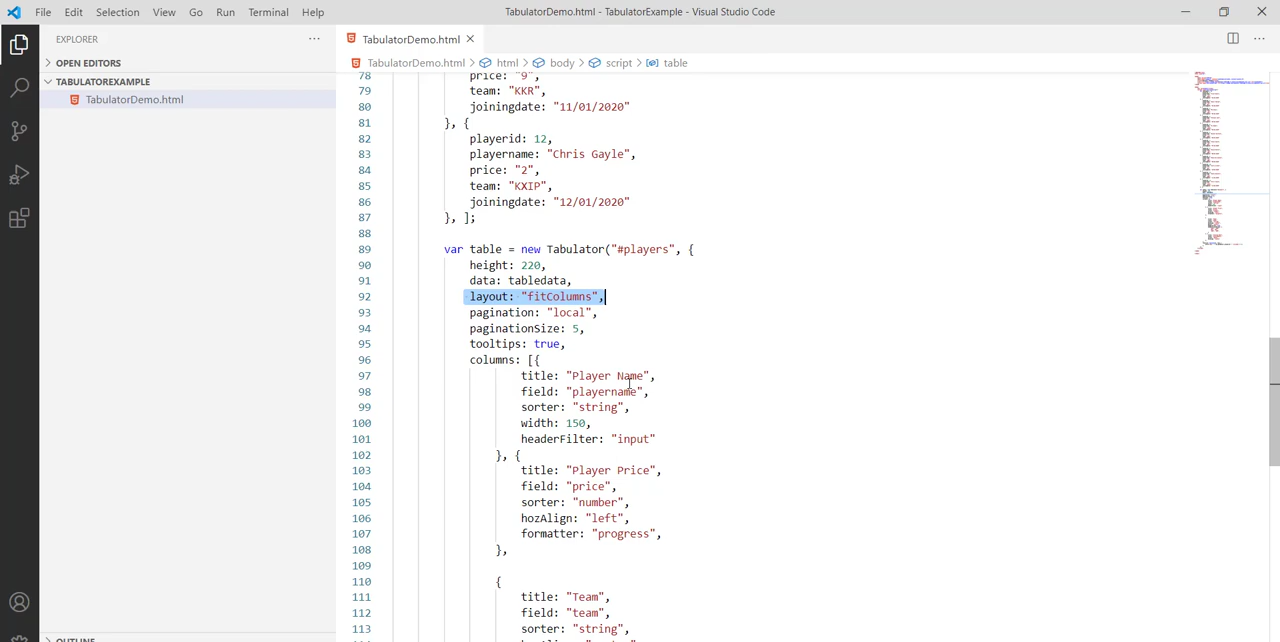 File Edit Selection View Go Run Terminal Help
TabulatorDemo.html - TabulatorExample - Visual Studio Code
EXPLORER
OPEN EDITORS
TABULATOREXAMPLE
TabulatorDemo.html
OUTLINE
TabulatorDemo.html
TabulatorDemo.html > html > body > script > table
78 price: "9",
79 team: "KKR",
80 joiningdate: "11/01/2020"
81 }, {
82 playerid: 12,
83 playername: "Chris Gayle",
84 price: "2",
85 team: "KXIP",
86 joiningdate: "12/01/2020"
87 }, ];
88
89 var table = new Tabulator("#players", {
90 height: 220,
91 data: tabledata,
92 layout: "fitColumns",
93 pagination: "local",
94 paginationSize: 5,
95 tooltips: true,
96 columns: [{
97 title: "Player Name",
98 field: "playername",
99 sorter: "string",
100 width: 150,
101 headerFilter: "input"
102 }, {
103 title: "Player Price",
104 field: "price",
105 sorter: "number",
106 hozAlign: "left",
107 formatter: "progress",
108 },
109
110 {
111 title: "Team",
112 field: "team",
113 sorter: "string",